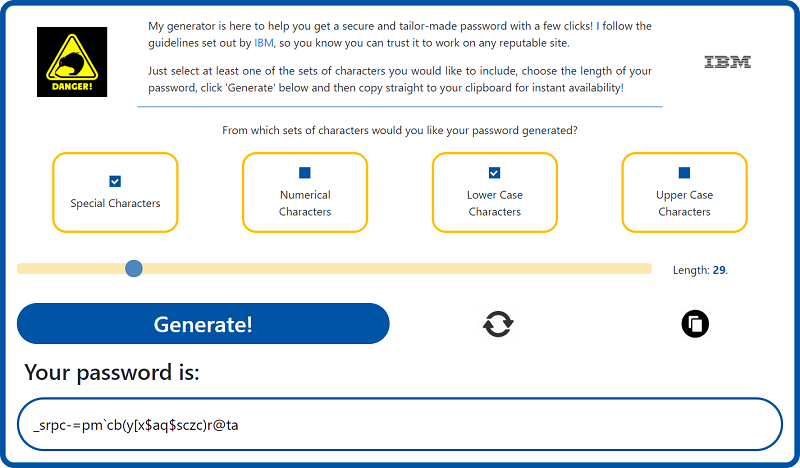 My generator is here to help you get a secure and tailor-made password with a few clicks! I follow the
guidelines set out by IBM, so you know you can trust it to work on any reputable site.
DANGER!
IBM
Just select at least one of the sets of characters you would like to include, choose the length of your
password, click 'Generate' below and then copy straight to your clipboard for instant availability!
From which sets of characters would you like your password generated?
Special Characters
Numerical
Characters
Lower Case
Characters
Upper Case
Characters
Length: 29.
Generate!
Your password is:
_srpc-=pm`cb(y[x$aq$sczc)r@ta